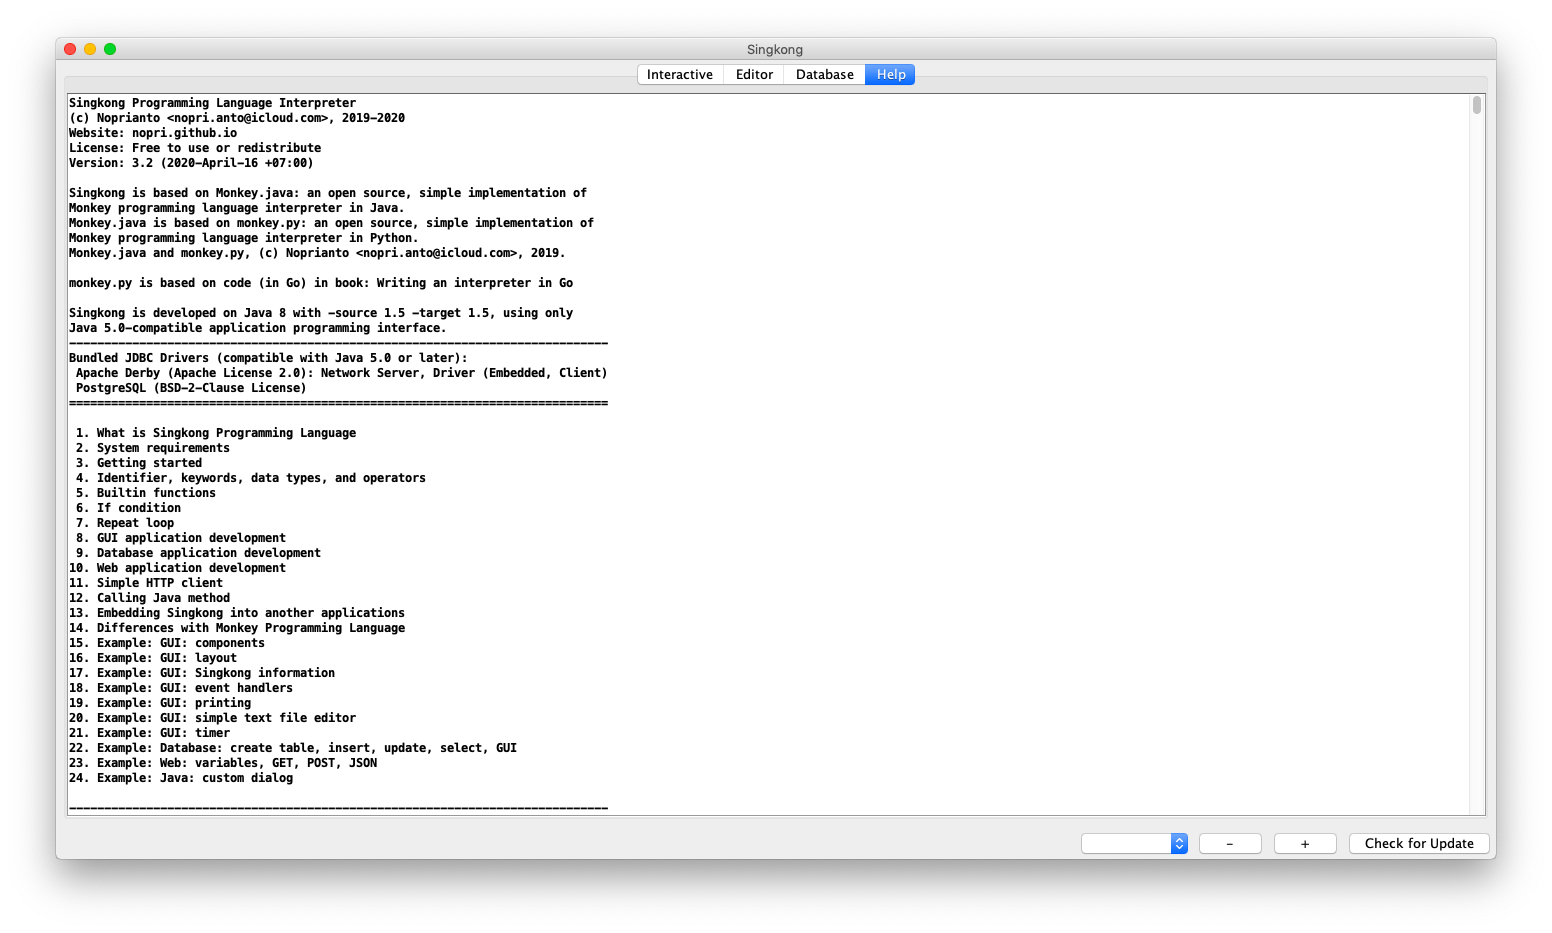 Singkong
Interactive Editor Database Help
Singkong Programming Language Interpreter
(c) Noprianto <nopri.anto@icloud.com>, 2019-2020
Website: nopri.github.io
License: Free to use or redistribute
Version: 3.2 (2020-April-16 +07:00)
Singkong is based on Monkey.java: an open source, simple implementation of
Monkey programming language interpreter in Java.
Monkey.java is based on monkey.py: an open source, simple implementation of
Monkey programming language interpreter in Python.
Monkey.java and monkey.py, (c) Noprianto <nopri.anto@icloud.com>, 2019.
monkey.py is based on code (in Go) in book: Writing an interpreter in Go
Singkong is developed on Java 8 with -source 1.5 -target 1.5, using only
Java 5.0-compatible application programming interface.
-----------------------------------------------------------------------------
Bundled JDBC Drivers (compatible with Java 5.0 or later):
Apache Derby (Apache License 2.0): Network Server, Driver (Embedded, Client)
PostgreSQL (BSD-2-Clause License)
=============================================================================
1. What is Singkong Programming Language
2. System requirements
3. Getting started
4. Identifier, keywords, data types, and operators
5. Builtin functions
6. If condition
7. Repeat loop
8. GUI application development
9. Database application development
10. Web application development
11. Simple HTTP client
12. Calling Java method
13. Embedding Singkong into another applications
14. Differences with Monkey Programming Language
15. Example: GUI: components
16. Example: GUI: layout
17. Example: GUI: Singkong information
18. Example: GUI: event handlers
19. Example: GUI: printing
20. Example: GUI: simple text file editor
21. Example: GUI: timer
22. Example: Database: create table, insert, update, select, GUI
23. Example: Web: variables, GET, POST, JSON
24. Example: Java: custom dialog
-----------------------------------------------------------------------------
- + Check for Update